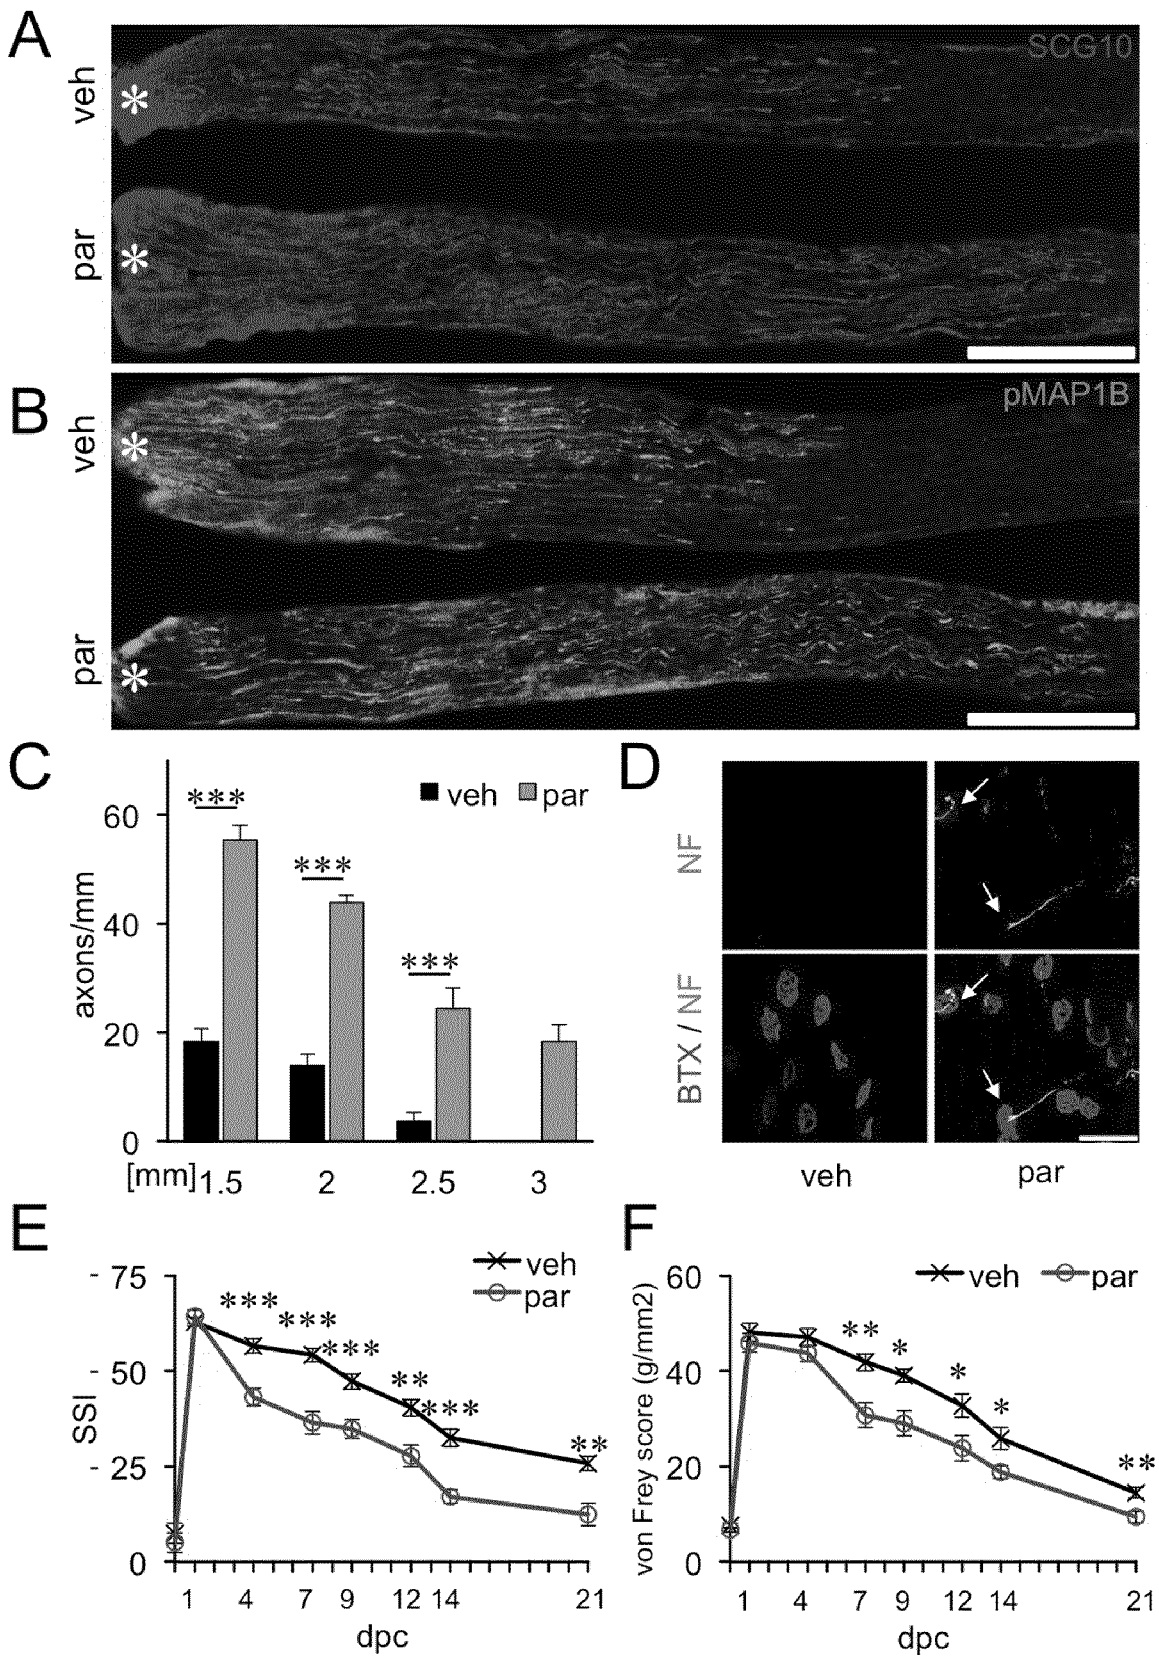 A
veh
*
SCG10
par
*
B
veh
*
pMAP1B
par
*
C
veh par
axons/mm
60
40
20
0
***
***
***
[mm] 1.5 2 2.5 3
D
NF
BTX / NF
veh par
E
veh
par
SSI
- 75
- 50
- 25
0
***
***
***
**
***
**
1 4 7 9 12 14 21
dpc
F
veh par
von Frey score (g/mm2)
60
40
20
0
**
*
*
*
**
1 4 7 9 12 14 21
dpc